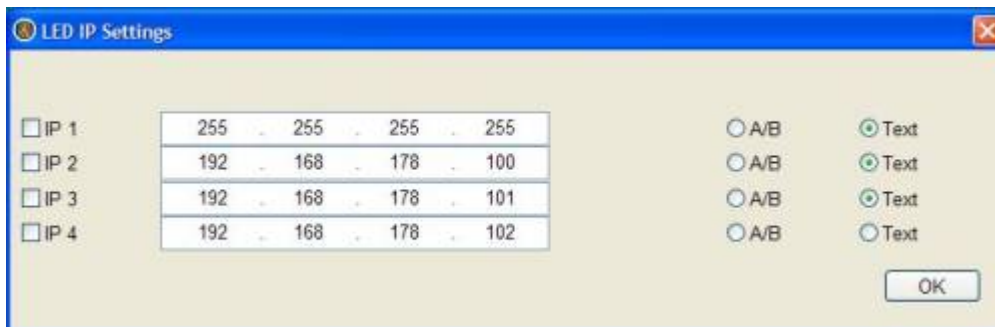 LED IP Settings
IP 1 255 . 255 . 255 . 255 A/B Text
IP 2 192 . 168 . 178 . 100 A/B Text
IP 3 192 . 168 . 178 . 101 A/B Text
IP 4 192 . 168 . 178 . 102 A/B Text
OK